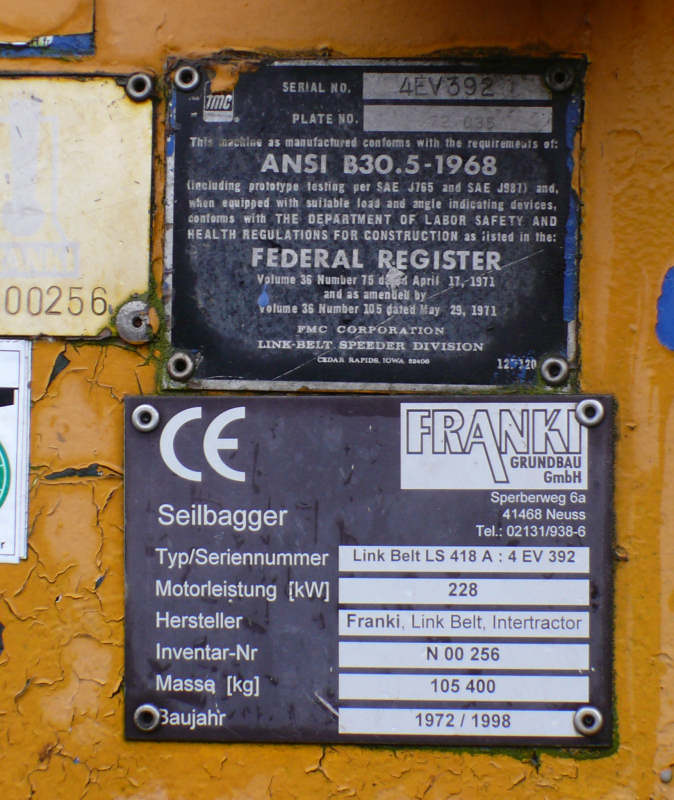 00256
FMC
SERIAL NO. 4EV392
PLATE NO.
This machine as manufactured conforms with the requirements of:
ANSI B30.5-1968
(including prototype testing per SAE J765 and SAE J987) and,
when equipped with suitable load and angle indicating devices,
conforms with THE DEPARTMENT OF LABOR SAFETY AND
HEALTH REGULATIONS FOR CONSTRUCTION as listed in the:
FEDERAL REGISTER
Volume 36 Number 75 dated April 17, 1971
and as amended by
Volume 36 Number 105 dated May 29, 1971
FMC CORPORATION
LINK-BELT SPEEDER DIVISION
CEDAR RAPIDS, IOWA 52406
CE
FRANKI
GRUNDBAU
GmbH
Sperberweg 6a
41468 Neuss
Tel.: 02131/938-6
Seilbagger
Typ/Seriennummer Link Belt LS 418 A : 4 EV 392
Motorleistung [kW] 228
Hersteller Franki, Link Belt, Intertractor
Inventar-Nr N 00 256
Masse [kg] 105 400
Baujahr 1972 / 1998